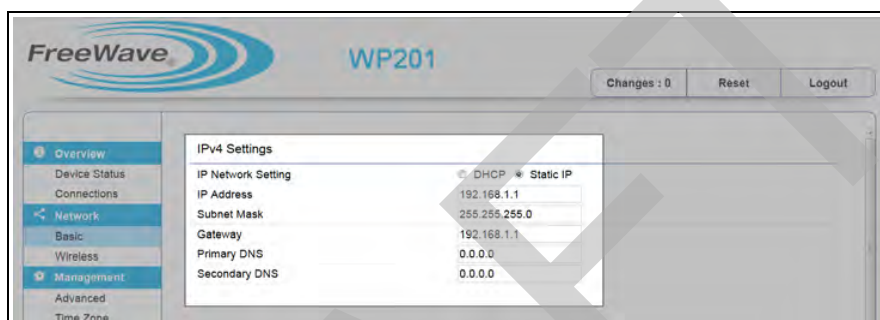 FreeWave®
WP201
Changes : 0 Reset Logout
Overview
Device Status
Connections
Network
Basic
Wireless
Management
Advanced
Time Zone
IPv4 Settings
IP Network Setting DHCP Static IP
IP Address 192.168.1.1
Subnet Mask 255.255.255.0
Gateway 192.168.1.1
Primary DNS 0.0.0.0
Secondary DNS 0.0.0.0